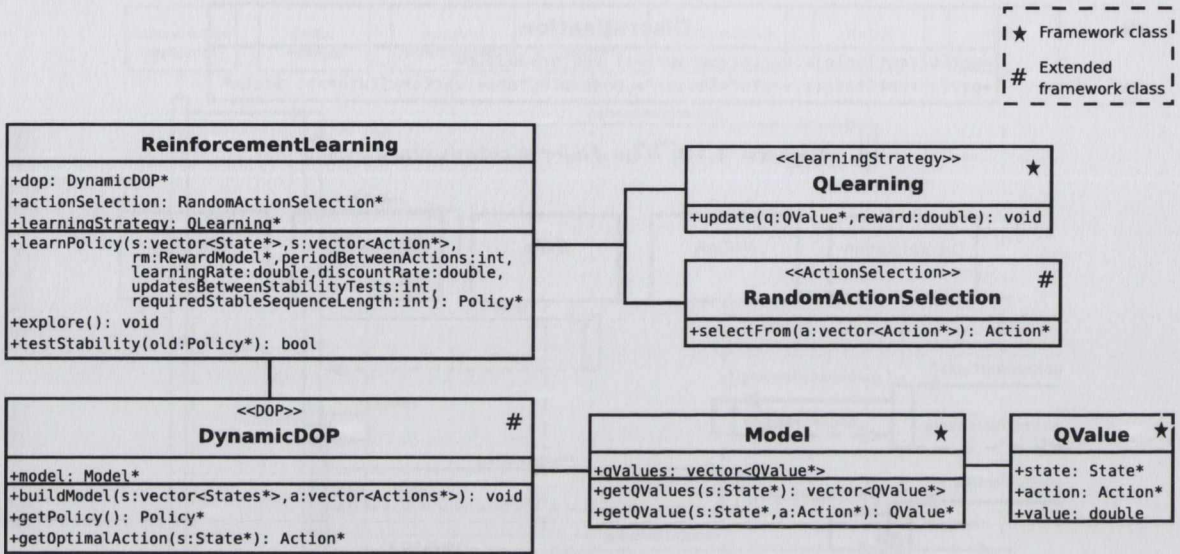 ★ Framework class
# Extended
framework class
ReinforcementLearning
+dop: DynamicDOP*
+actionSelection: RandomActionSelection*
+learningStrategy: QLearning*
+learnPolicy(s:vector<State*>,s:vector<Action*>,
rm:RewardModel*,periodBetweenActions:int,
learningRate:double,discountRate:double,
updatesBetweenStabilityTests:int,
requiredStableSequenceLength:int): Policy*
+explore(): void
+testStability(old:Policy*): bool
<<LearningStrategy>>
QLearning ★
+update(q:QValue*,reward:double): void
<<ActionSelection>>
RandomActionSelection #
+selectFrom(a:vector<Action*>): Action*
<<DOP>>
DynamicDOP #
+model: Model*
+buildModel(s:vector<States*>,a:vector<Actions*>): void
+getPolicy(): Policy*
+getOptimalAction(s:State*): Action*
Model ★
+qValues: vector<QValue*>
+getQValues(s:State*): vector<QValue*>
+getQValue(s:State*,a:Action*): QValue*
QValue ★
+state: State*
+action: Action*
+value: double